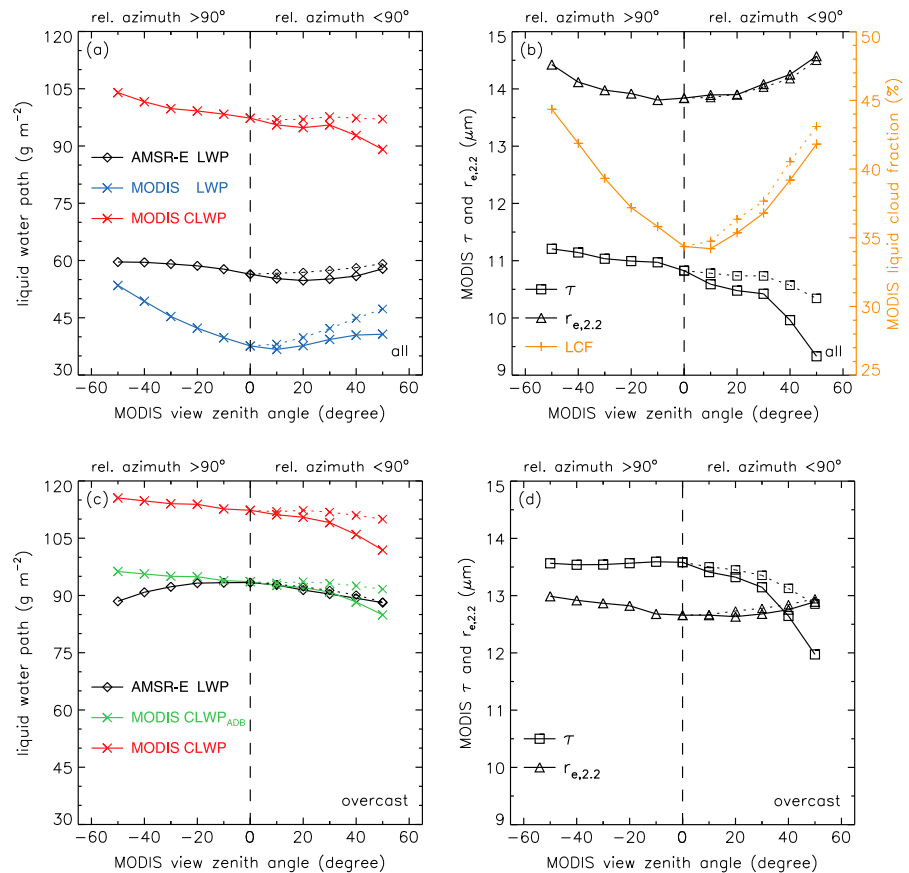 rel. azimuth >90° rel. azimuth <90°
(a)
liquid water path (g m⁻²)
120
105
90
75
60
45
30
AMSR-E LWP
MODIS LWP
MODIS CLWP
all
−60 −40 −20 0 20 40 60
MODIS view zenith angle (degree)
rel. azimuth >90° rel. azimuth <90°
(b)
MODIS τ and r_e,2.2 (μm)
15
14
13
12
11
10
9
MODIS liquid cloud fraction (%)
50
45
40
35
30
25
τ
r_e,2.2
LCF
all
−60 −40 −20 0 20 40 60
MODIS view zenith angle (degree)
rel. azimuth >90° rel. azimuth <90°
(c)
liquid water path (g m⁻²)
120
105
90
75
60
45
30
AMSR-E LWP
MODIS CLWP_ADB
MODIS CLWP
overcast
−60 −40 −20 0 20 40 60
MODIS view zenith angle (degree)
rel. azimuth >90° rel. azimuth <90°
(d)
MODIS τ and r_e,2.2 (μm)
15
14
13
12
11
10
9
τ
r_e,2.2
overcast
−60 −40 −20 0 20 40 60
MODIS view zenith angle (degree)